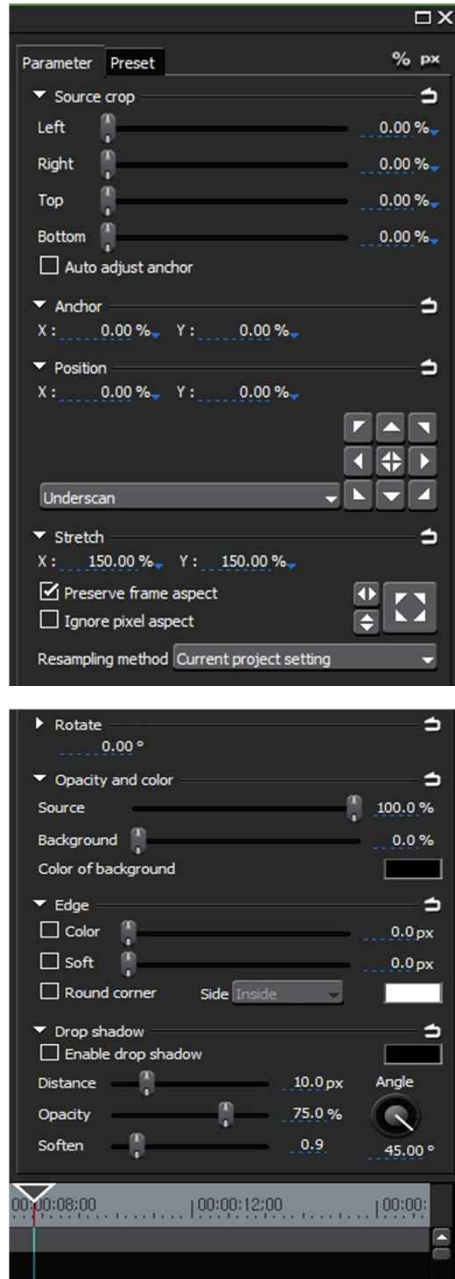 Parameter Preset % px
Source crop
Left 0.00 %
Right 0.00 %
Top 0.00 %
Bottom 0.00 %
Auto adjust anchor
Anchor
X : 0.00 % Y : 0.00 %
Position
X : 0.00 % Y : 0.00 %
Underscan
Stretch
X : 150.00 % Y : 150.00 %
Preserve frame aspect
Ignore pixel aspect
Resampling method Current project setting
Rotate
0.00 °
Opacity and color
Source 100.0 %
Background 0.0 %
Color of background
Edge
Color 0.0 px
Soft 0.0 px
Round corner Side Inside
Drop shadow
Enable drop shadow
Distance 10.0 px Angle
Opacity 75.0 %
Soften 0.9 45.00 °
00:00:08:00 00:00:12:00 00:00: